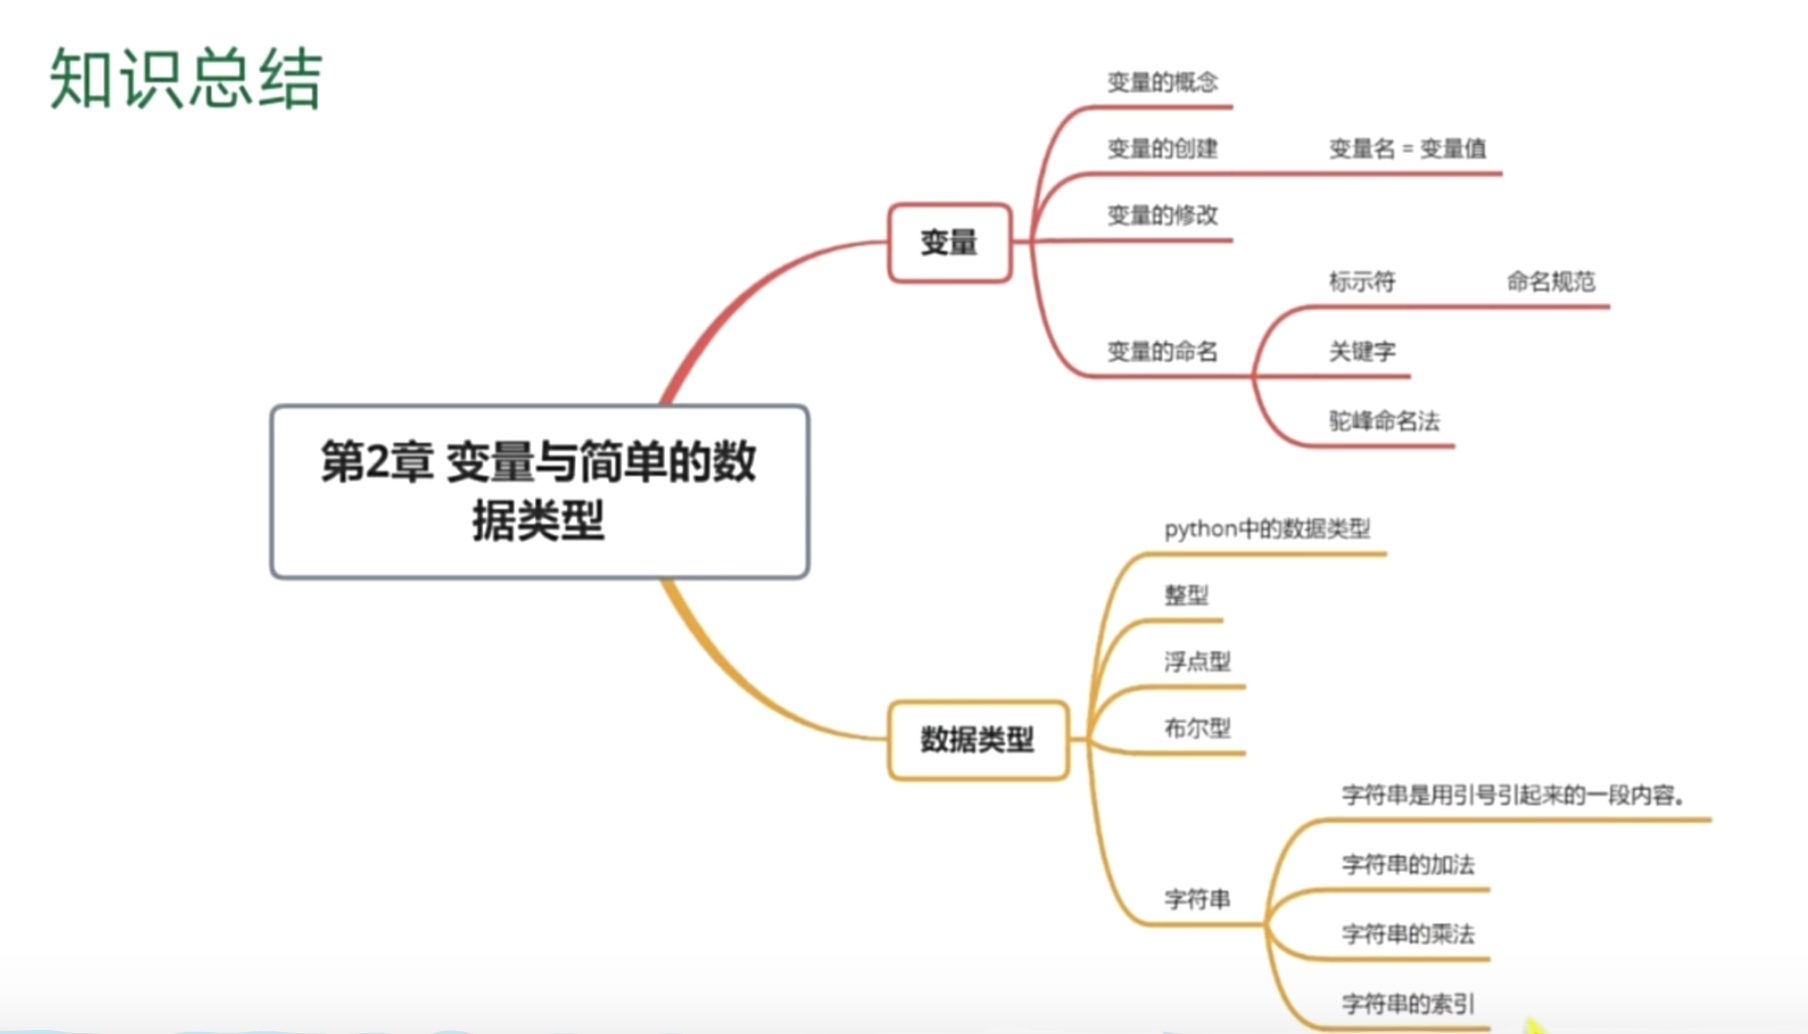 知识总结
变量的概念
变量的创建
变量名 = 变量值
变量的修改
变量
标示符
命名规范
变量的命名
关键字
驼峰命名法
第2章 变量与简单的数
据类型
python中的数据类型
整型
浮点型
布尔型
数据类型
字符串是用引号引起来的一段内容。
字符串的加法
字符串
字符串的乘法
字符串的索引